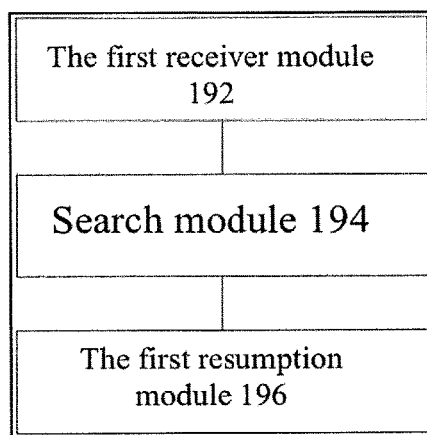 The first receiver module
192
Search module 194
The first resumption
module 196